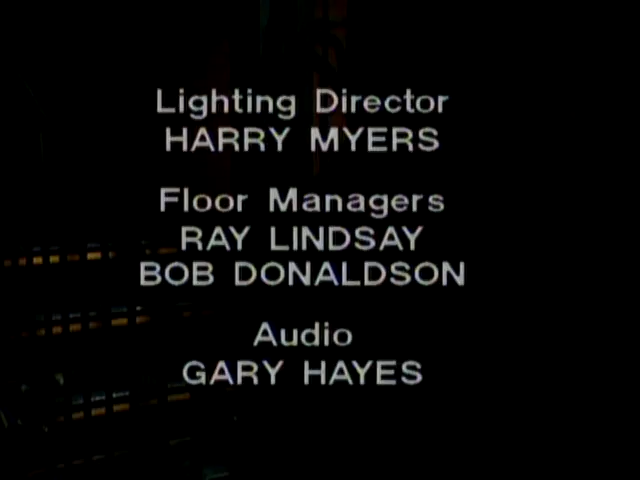 Lighting Director
HARRY MYERS
Floor Managers
RAY LINDSAY
BOB DONALDSON
Audio
GARY HAYES